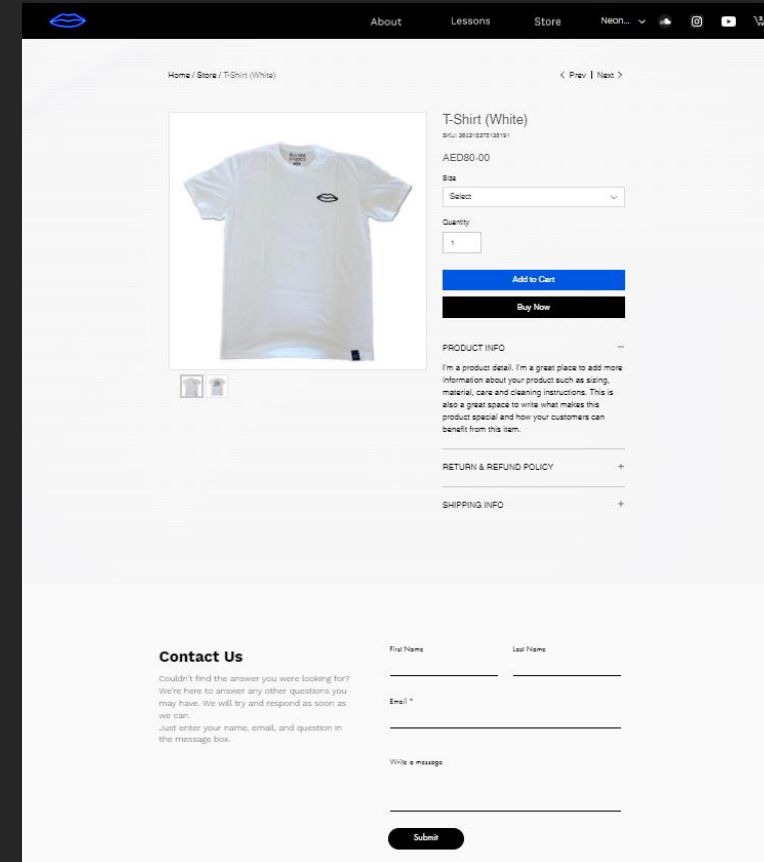 About
Lessons
Store
Neon...
Home / Store / T-Shirt (White)
Prev | Next
T-Shirt (White)
AED80-00
Size
Select
Quantity
1
Add to Cart
Buy Now
PRODUCT INFO
I'm a product detail. I'm a great place to add more
information about your product such as sizing,
material, care and cleaning instructions. This is
also a great space to write what makes this
product special and how your customers can
benefit from this item.
RETURN & REFUND POLICY
SHIPPING INFO
Contact Us
Couldn't find the answer you were looking for?
We're here to answer any other questions you
may have. We will try and respond as soon as
we can.
Just enter your name, email, and question in
the message box.
First Name
Last Name
Email *
Write a message
Submit